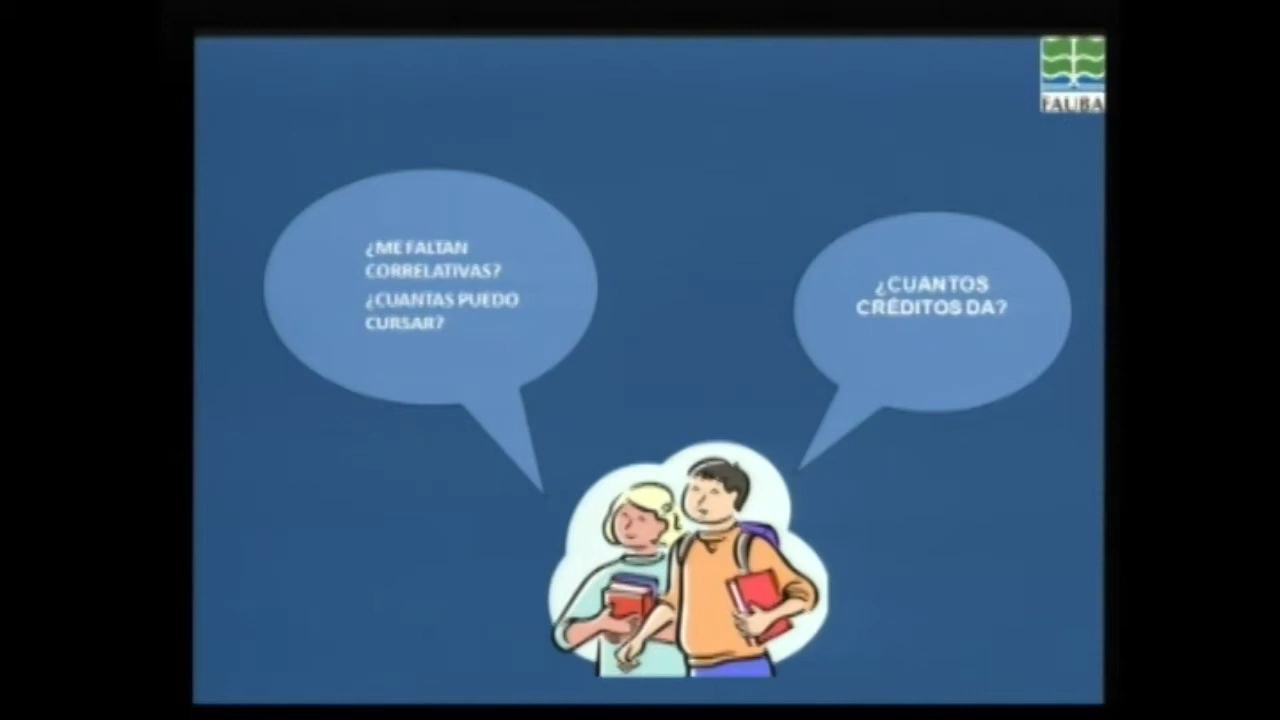 FAUBA
¿ME FALTAN
CORRELATIVAS?
¿CUANTAS PUEDO
CURSAR?
¿CUANTOS
CRÉDITOS DA?